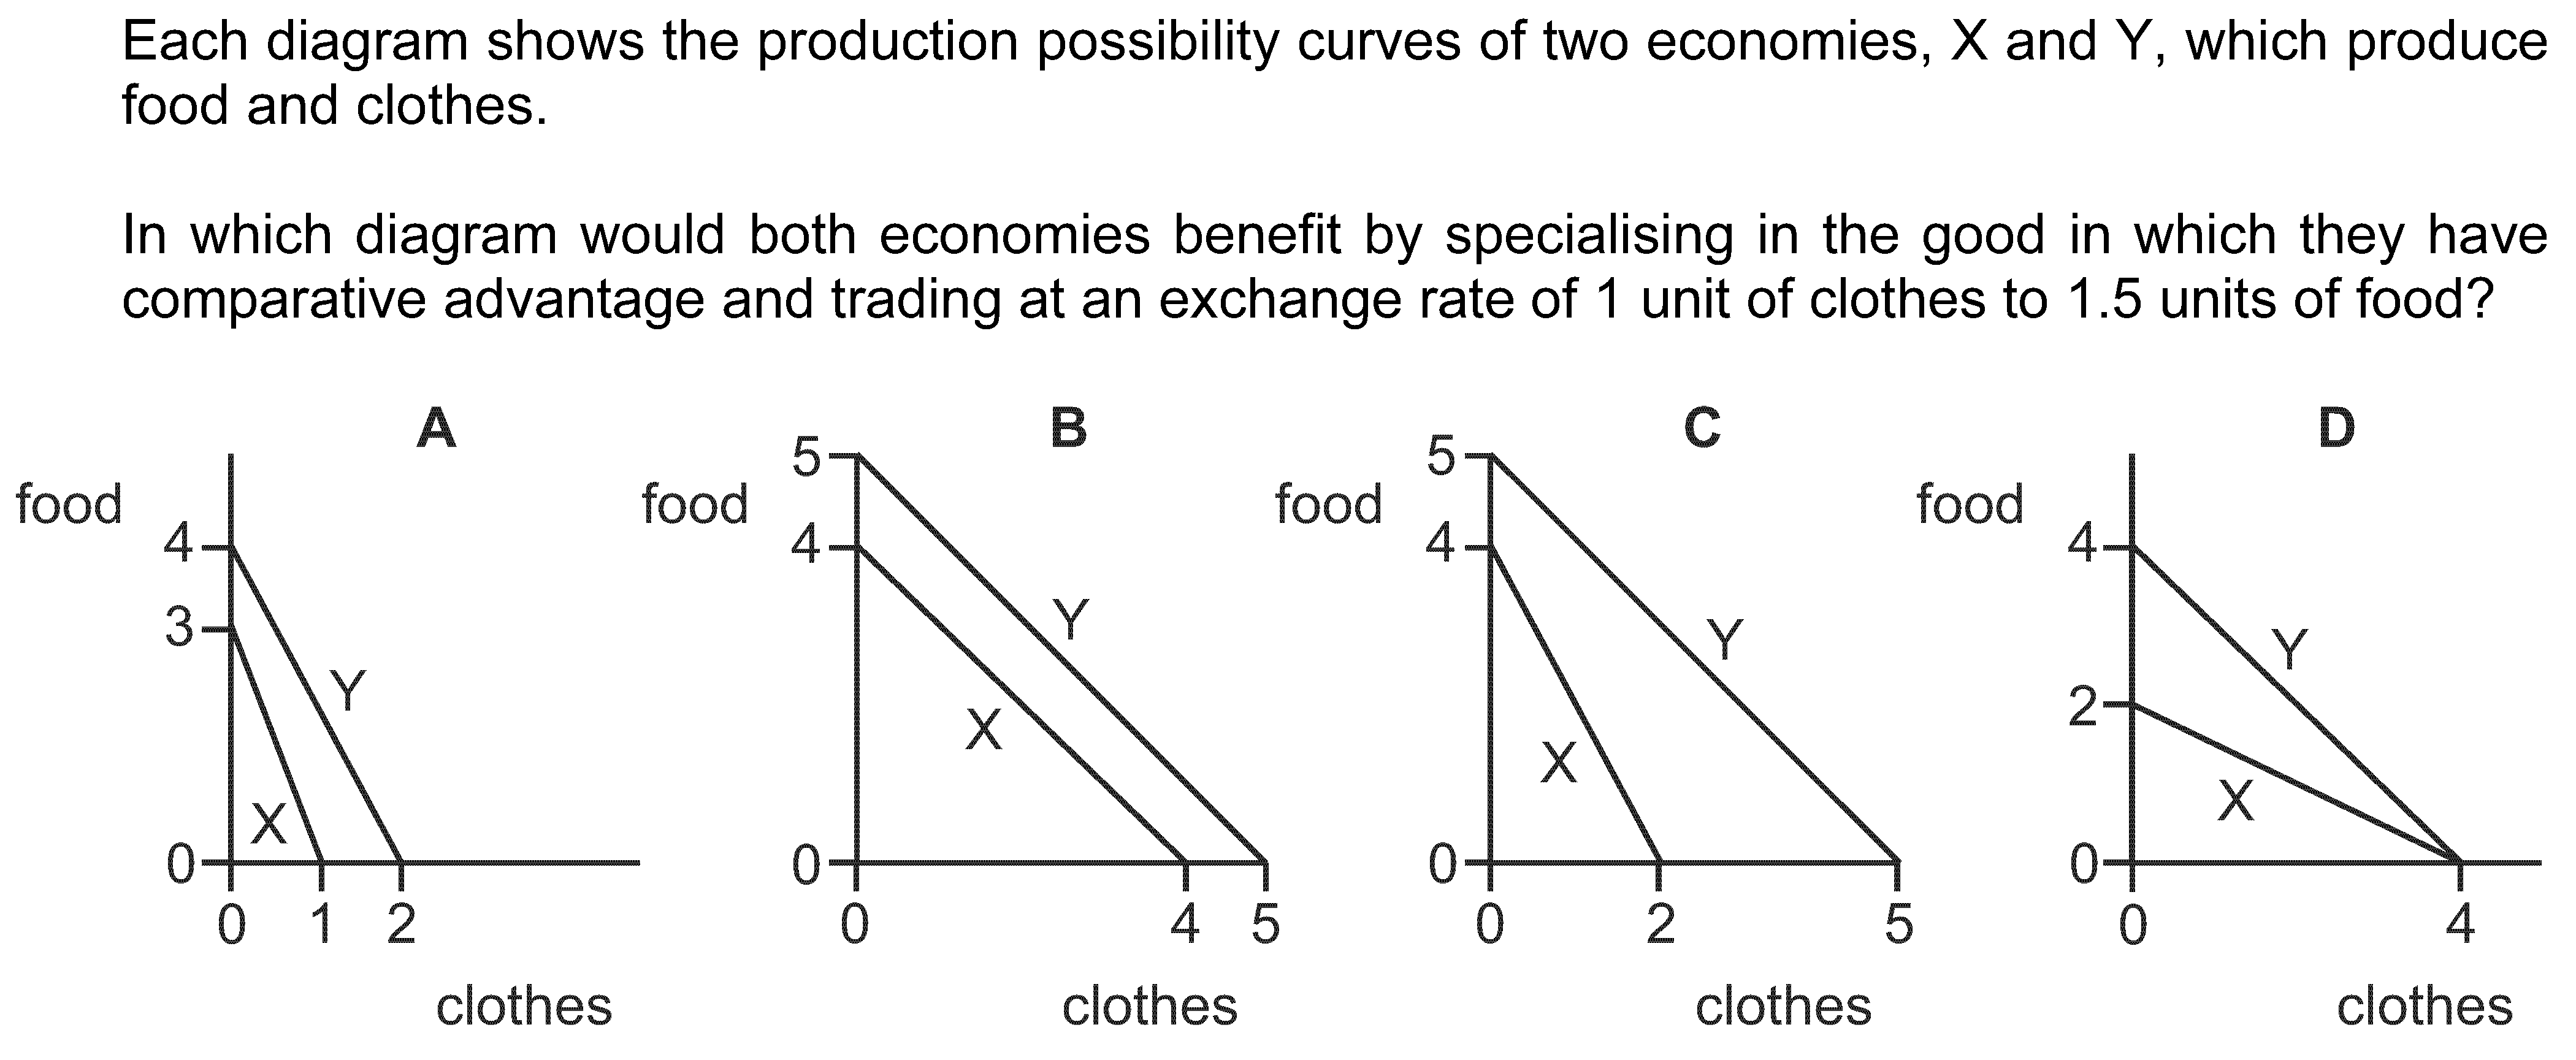 Each diagram shows the production possibility curves of two economies, X and Y, which produce
food and clothes.
In which diagram would both economies benefit by specialising in the good in which they have
comparative advantage and trading at an exchange rate of 1 unit of clothes to 1.5 units of food?
A
food
4
3
0
Y
X
0 1 2
clothes
B
food
5
4
0
Y
X
0 4 5
clothes
C
food
5
4
0
Y
X
0 2 5
clothes
D
food
4
2
0
Y
X
0 4
clothes